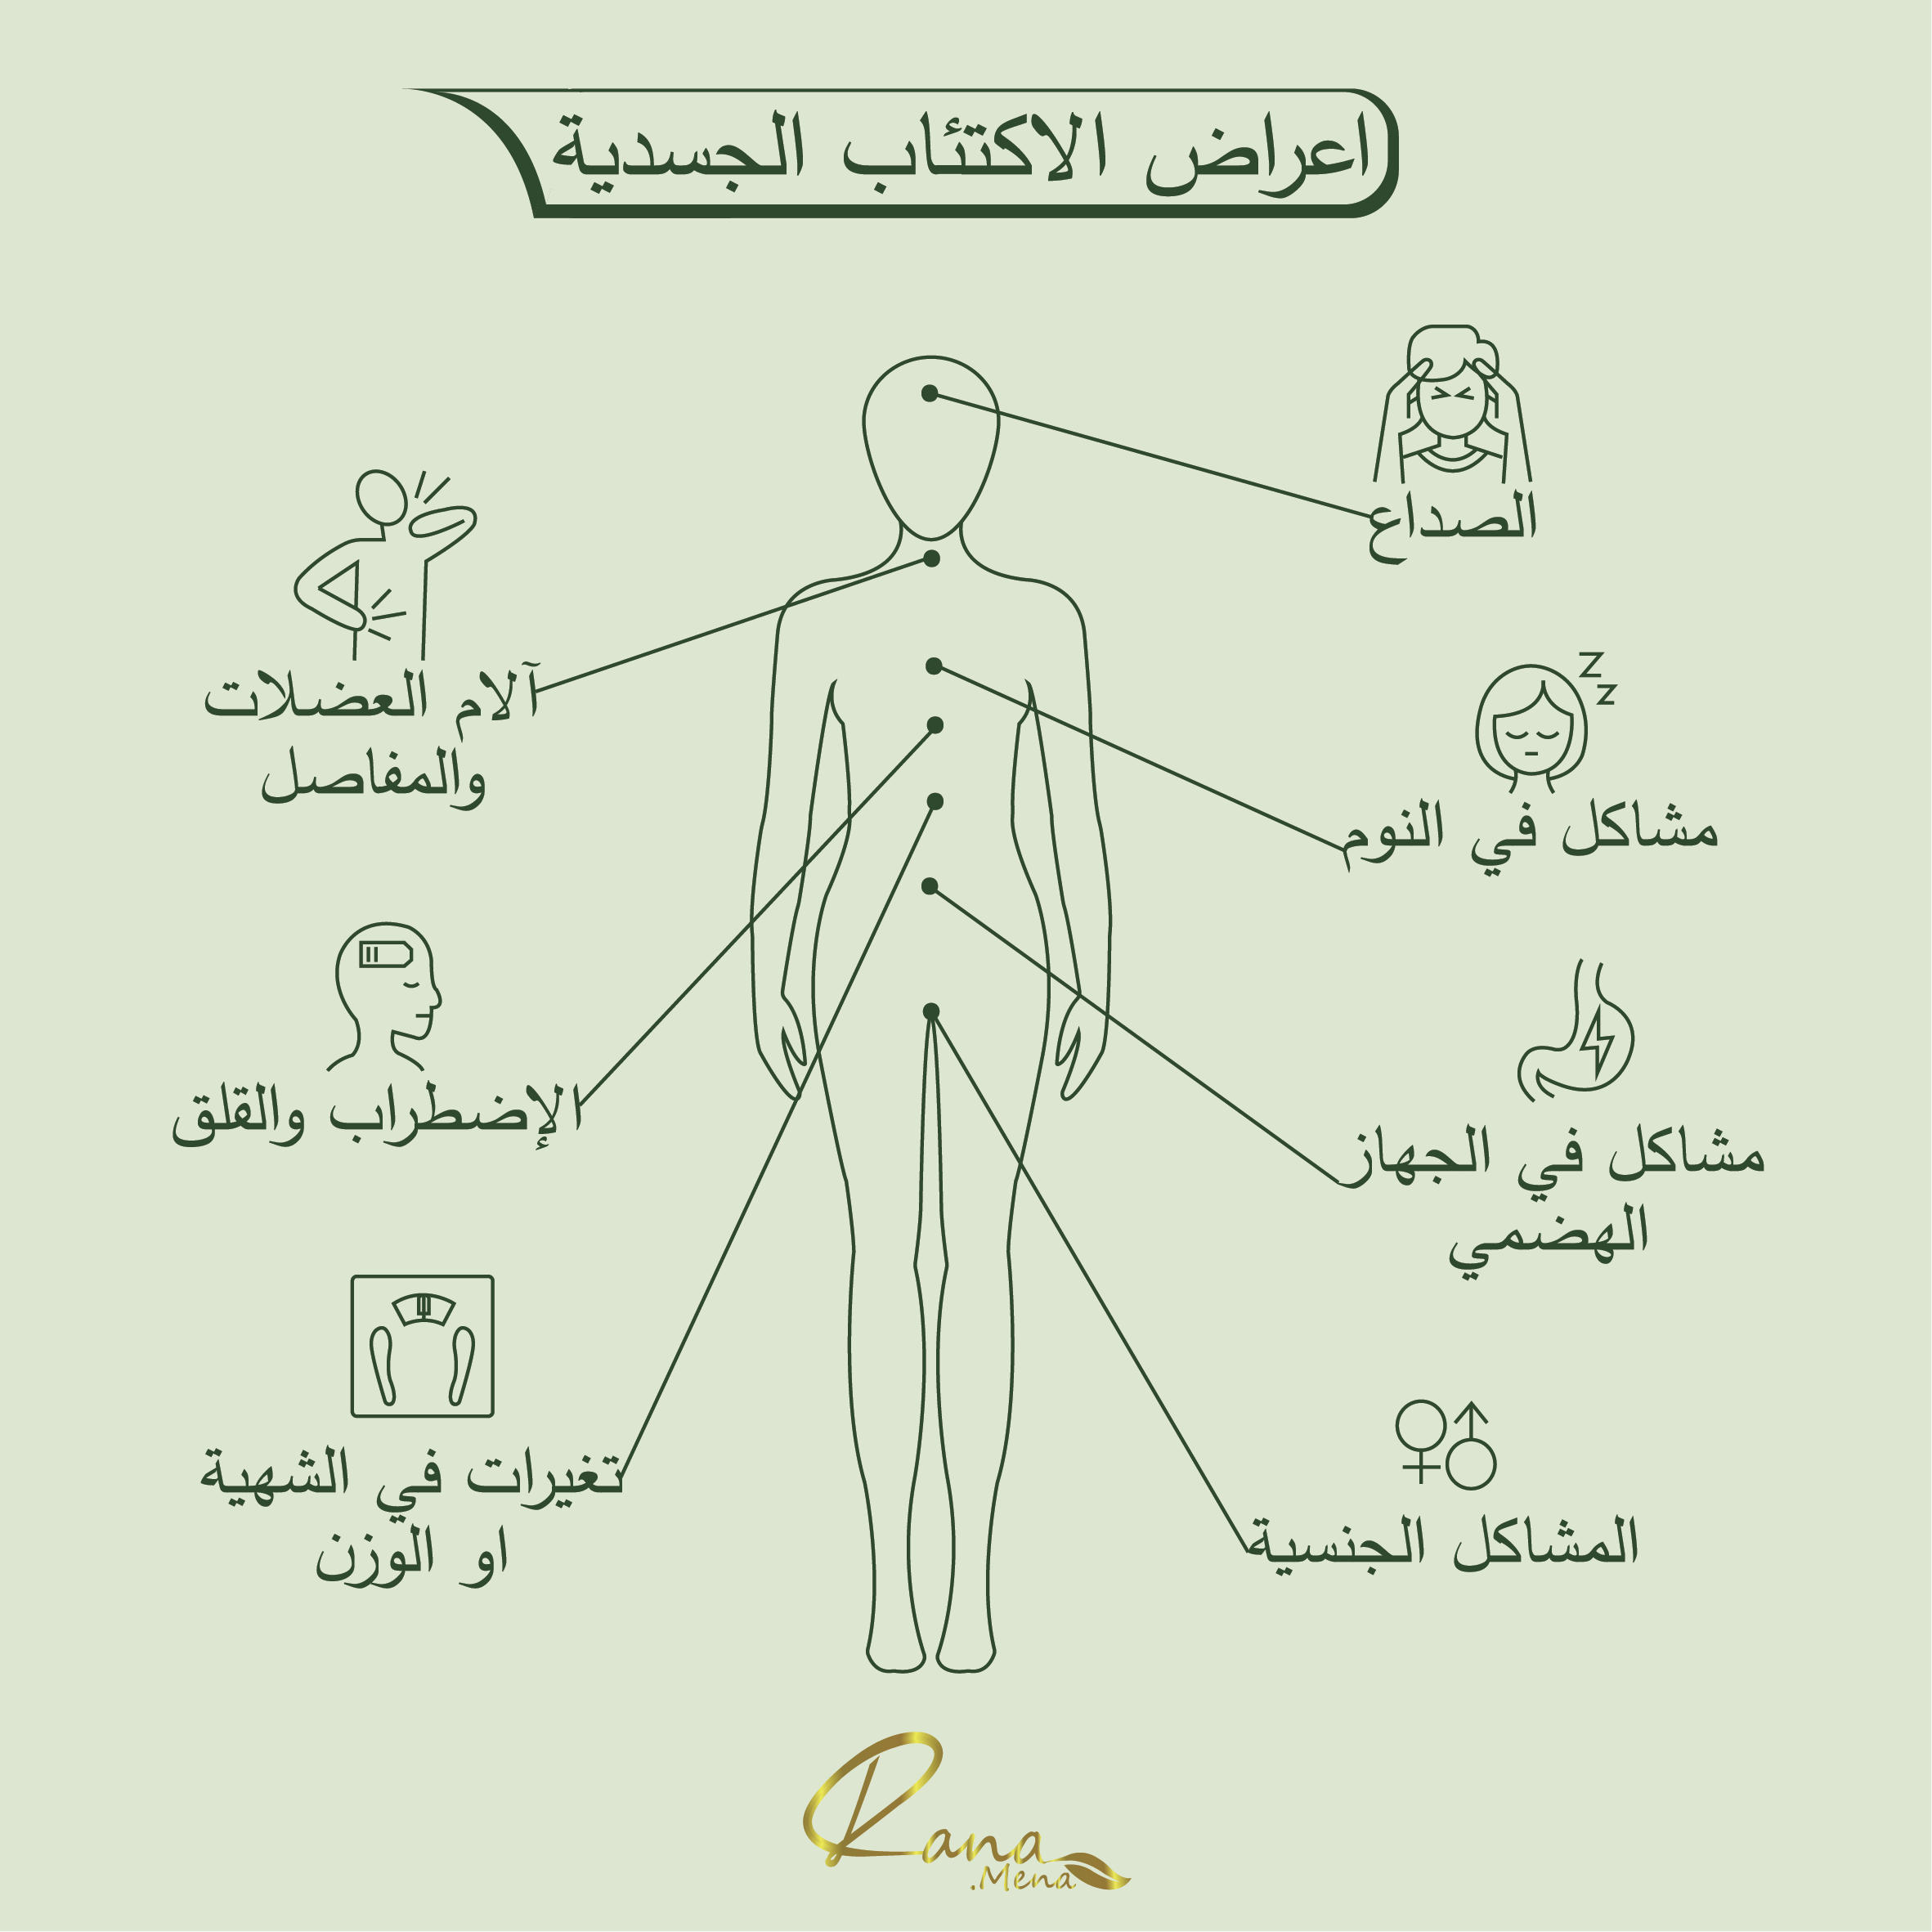 اعراض الاكتئاب الجسدية
الصداع
آلام العضلات
والمفاصل
z
z
مشاكل في النوم
الإضطراب والقلق
مشاكل في الجهاز
الهضمي
تغيرات في الشهية
او الوزن
المشاكل الجنسية
Rana
.Mena